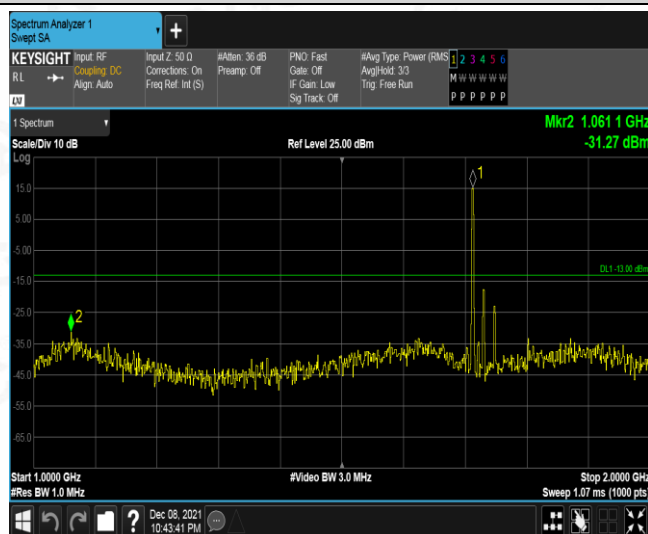 Spectrum Analyzer 1
Swept SA
KEYSIGHT Input: RF Input Z: 50 Ω #Atten: 36 dB PNO: Fast #Avg Type: Power (RMS 1 2 3 4 5 6
RL Coupling: DC Corrections: On Preamp: Off Gate: Off Avg|Hold: 3/3 M W W W W W
Align: Auto Freq Ref: Int (S) IF Gain: Low Trig: Free Run P P P P P P
LXI Sig Track: Off
1 Spectrum Mkr2 1.061 1 GHz
Scale/Div 10 dB Ref Level 25.00 dBm -31.27 dBm
Log
1
15.0
5.00
-5.00
DL1 -13.00 dBm
-15.0
-25.0
2
-35.0
-45.0
-55.0
-65.0
Start 1.0000 GHz #Video BW 3.0 MHz Stop 2.0000 GHz
#Res BW 1.0 MHz Sweep 1.07 ms (1000 pts)
? Dec 08, 2021
10:43:41 PM